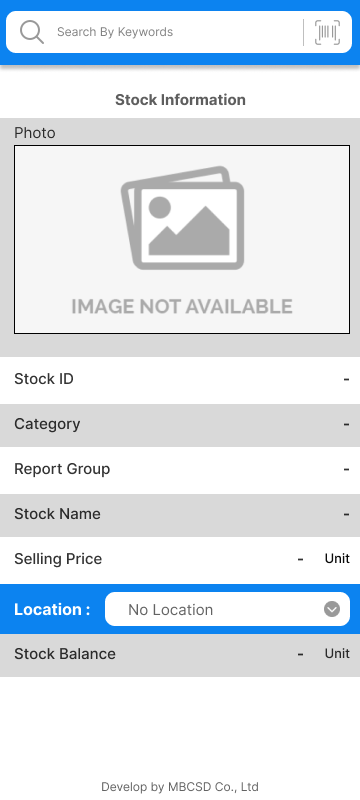 Search By Keywords
Stock Information
Photo
IMAGE NOT AVAILABLE
Stock ID -
Category -
Report Group -
Stock Name -
Selling Price - Unit
Location : No Location
Stock Balance - Unit
Develop by MBCSD Co., Ltd